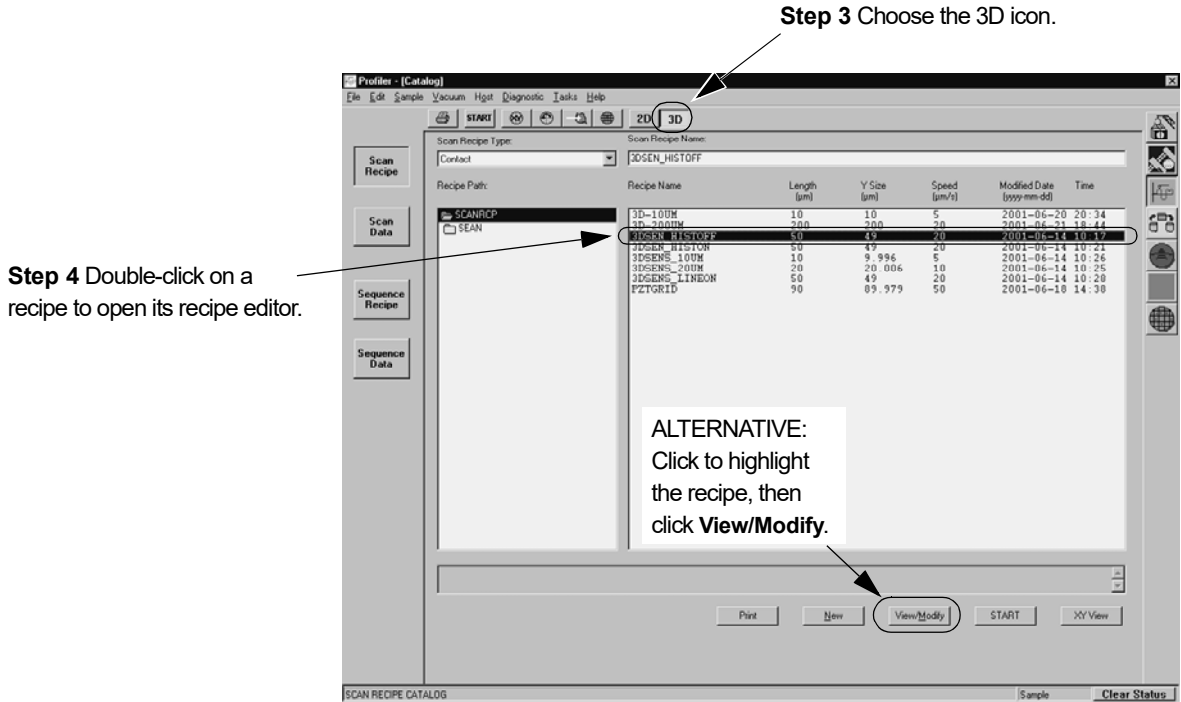 Step 3 Choose the 3D icon.
Profiler - [Catalog]
File Edit Sample Vacuum Host Diagnostic Tasks Help
START XY 2D 3D
Scan Recipe Type: Scan Recipe Name:
Contact 3DSEN_HISTOFF
Scan
Recipe
Recipe Path: Recipe Name Length Y Size Speed Modified Date Time
(µm) (µm) (µm/s) (yyyy-mm-dd)
SCANRCP 3D-10UM 10 10 5 2001-06-20 20:34
SEAN 3D-200UM 200 200 20 2001-06-21 18:44
3DSEN_HISTOFF 50 49 20 2001-06-14 10:17
3DSEN_HISTON 50 49 20 2001-06-14 10:21
3DSENS_10UM 10 9.996 5 2001-06-14 10:26
3DSENS_20UM 20 20.006 10 2001-06-14 10:25
3DSENS_LINEON 50 49 20 2001-06-14 10:28
PZTGRID 90 89.979 50 2001-06-18 14:38
Scan
Data
Step 4 Double-click on a
recipe to open its recipe editor.
Sequence
Recipe
Sequence
Data
ALTERNATIVE:
Click to highlight
the recipe, then
click View/Modify.
Print New View/Modify START XY View
SCAN RECIPE CATALOG Sample Clear Status